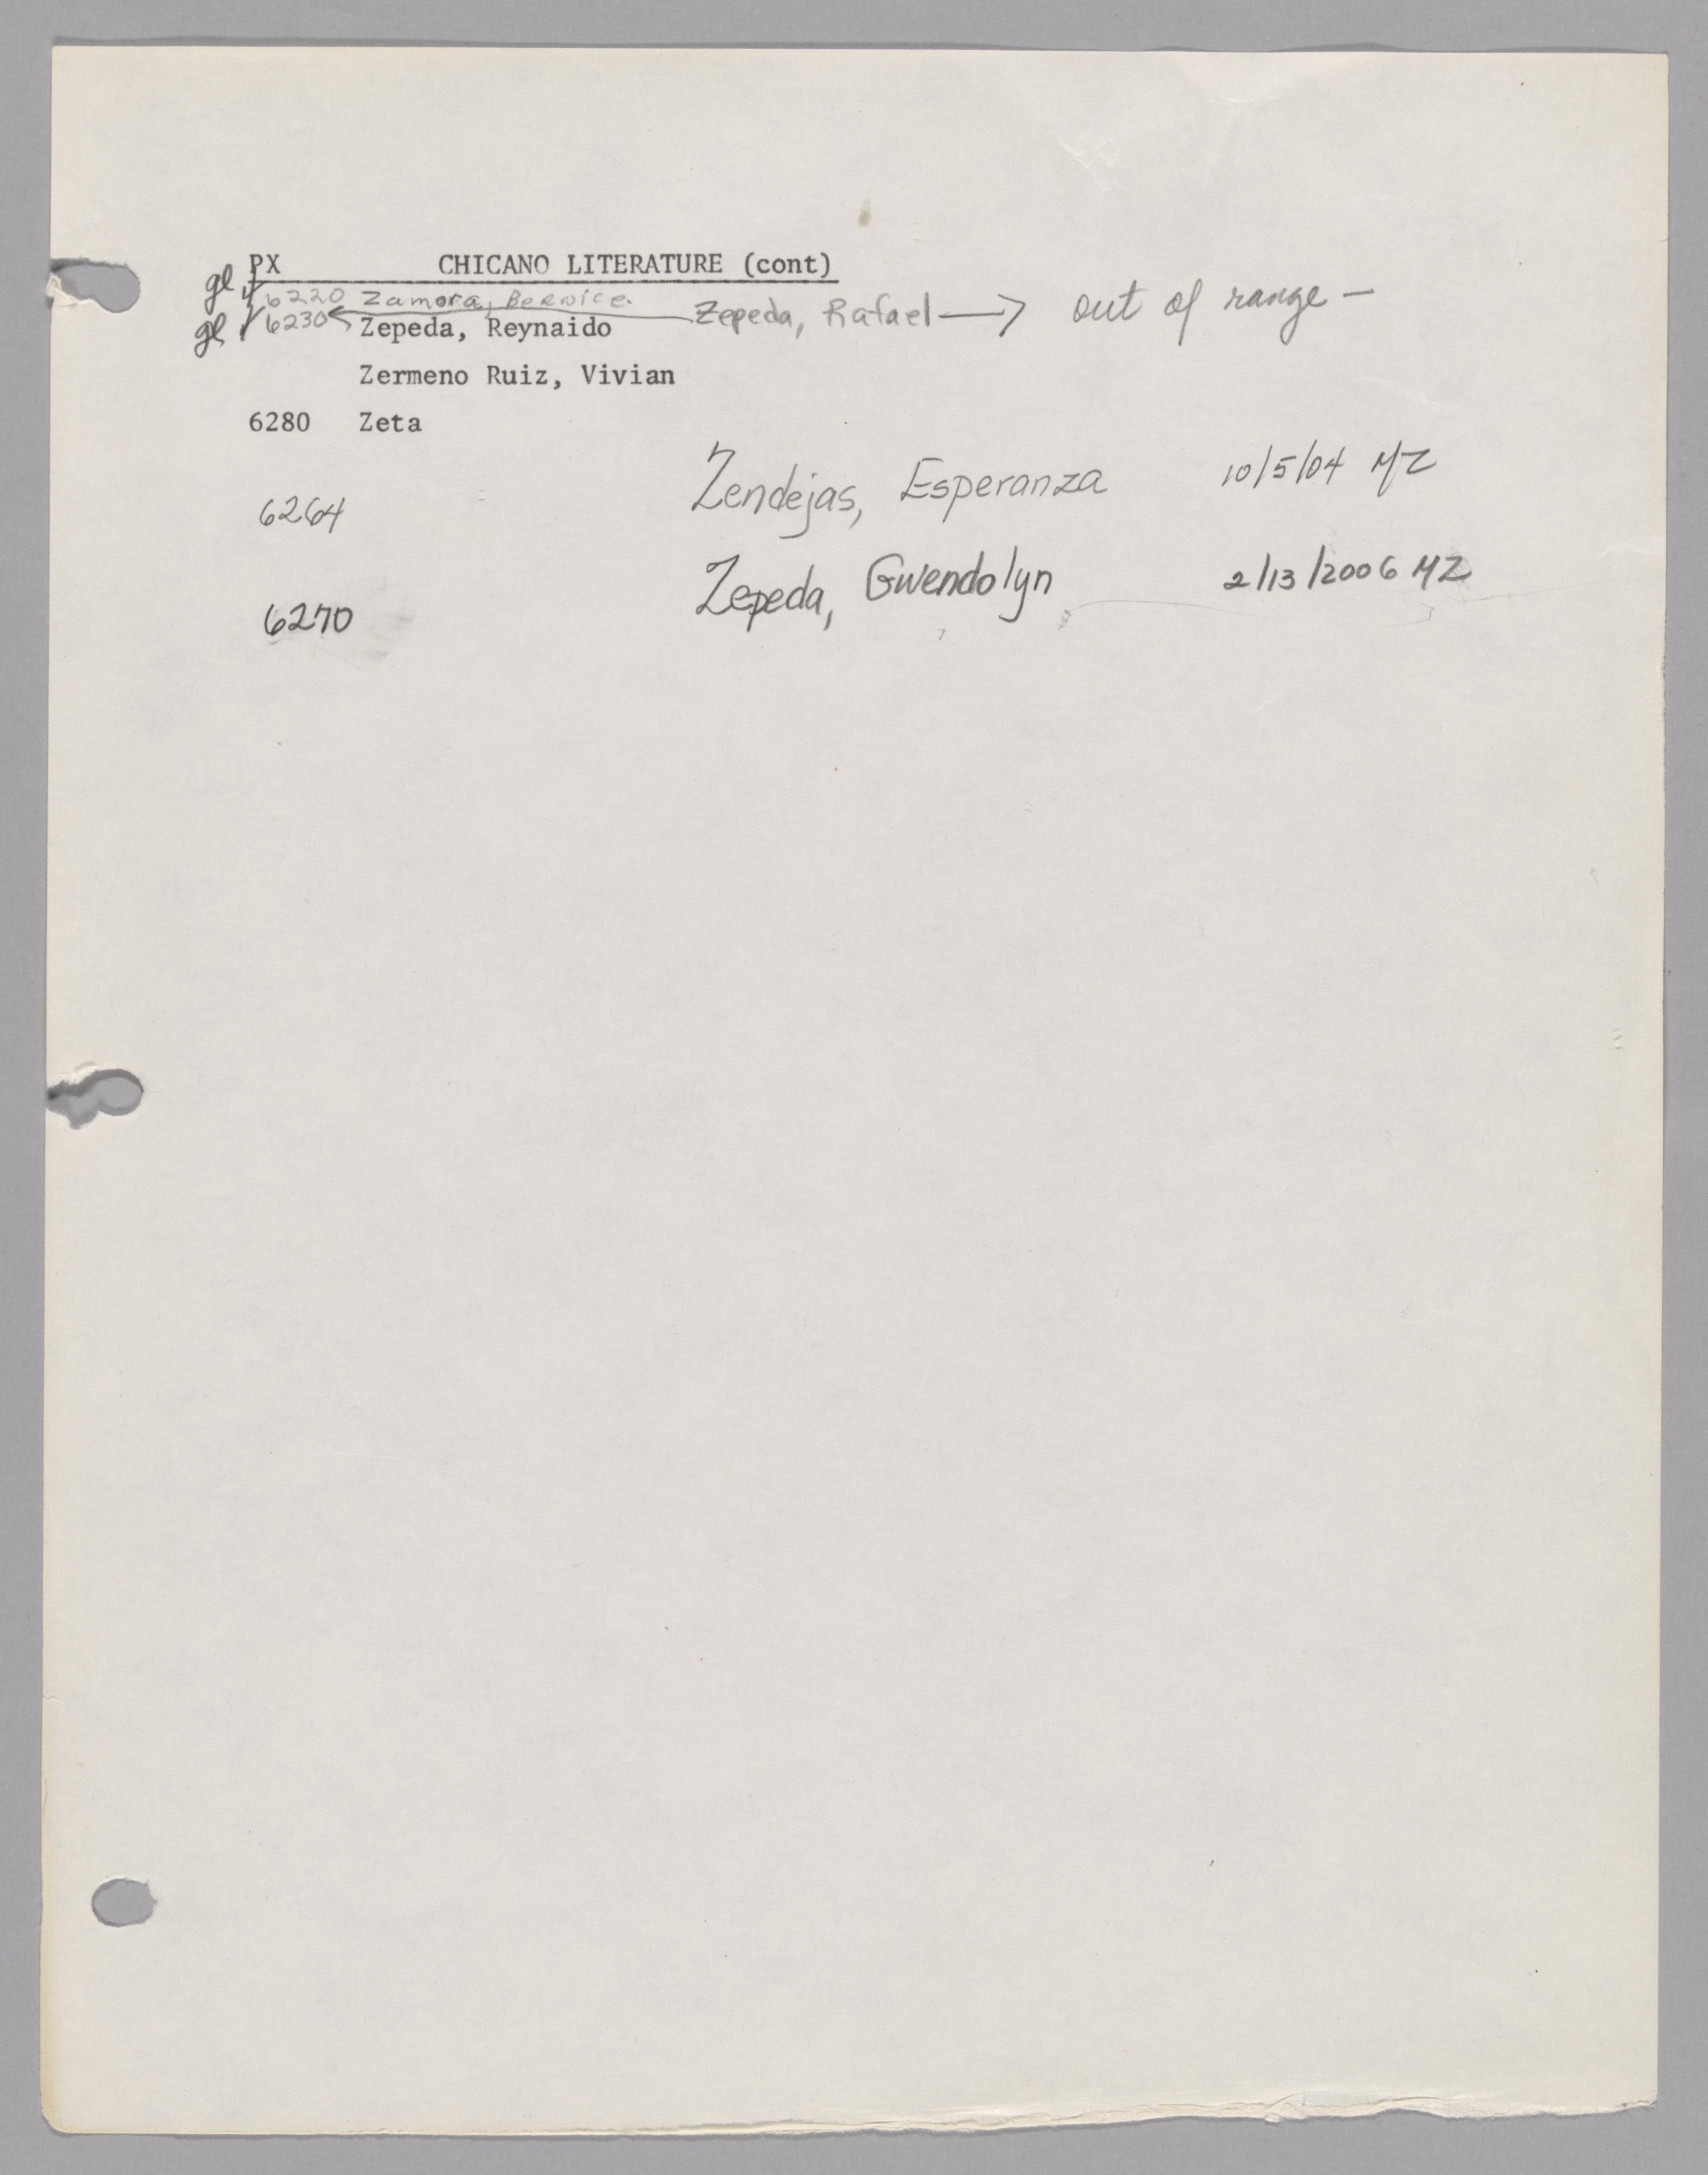 PX CHICANO LITERATURE (cont)
gl 6220 Zamora, Bernice
gl 6230 ← Zepeda, Rafael → out of range —
Zepeda, Reynaido
Zermeno Ruiz, Vivian
6280 Zeta
6264 Zendejas, Esperanza 10/5/04 MZ
6270 Zepeda, Gwendolyn 2/13/2006 MZ